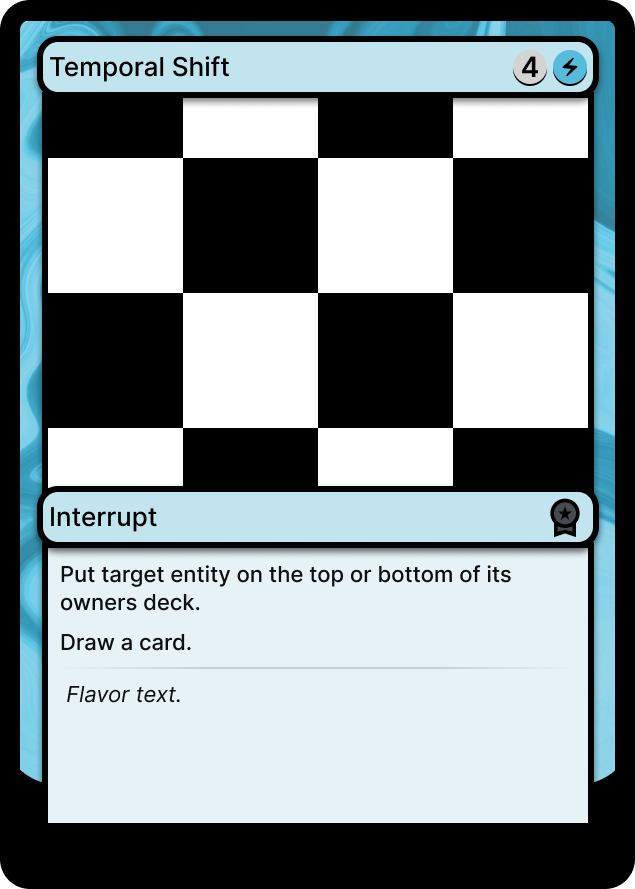 Temporal Shift 4
Interrupt
Put target entity on the top or bottom of its
owners deck.
Draw a card.
Flavor text.